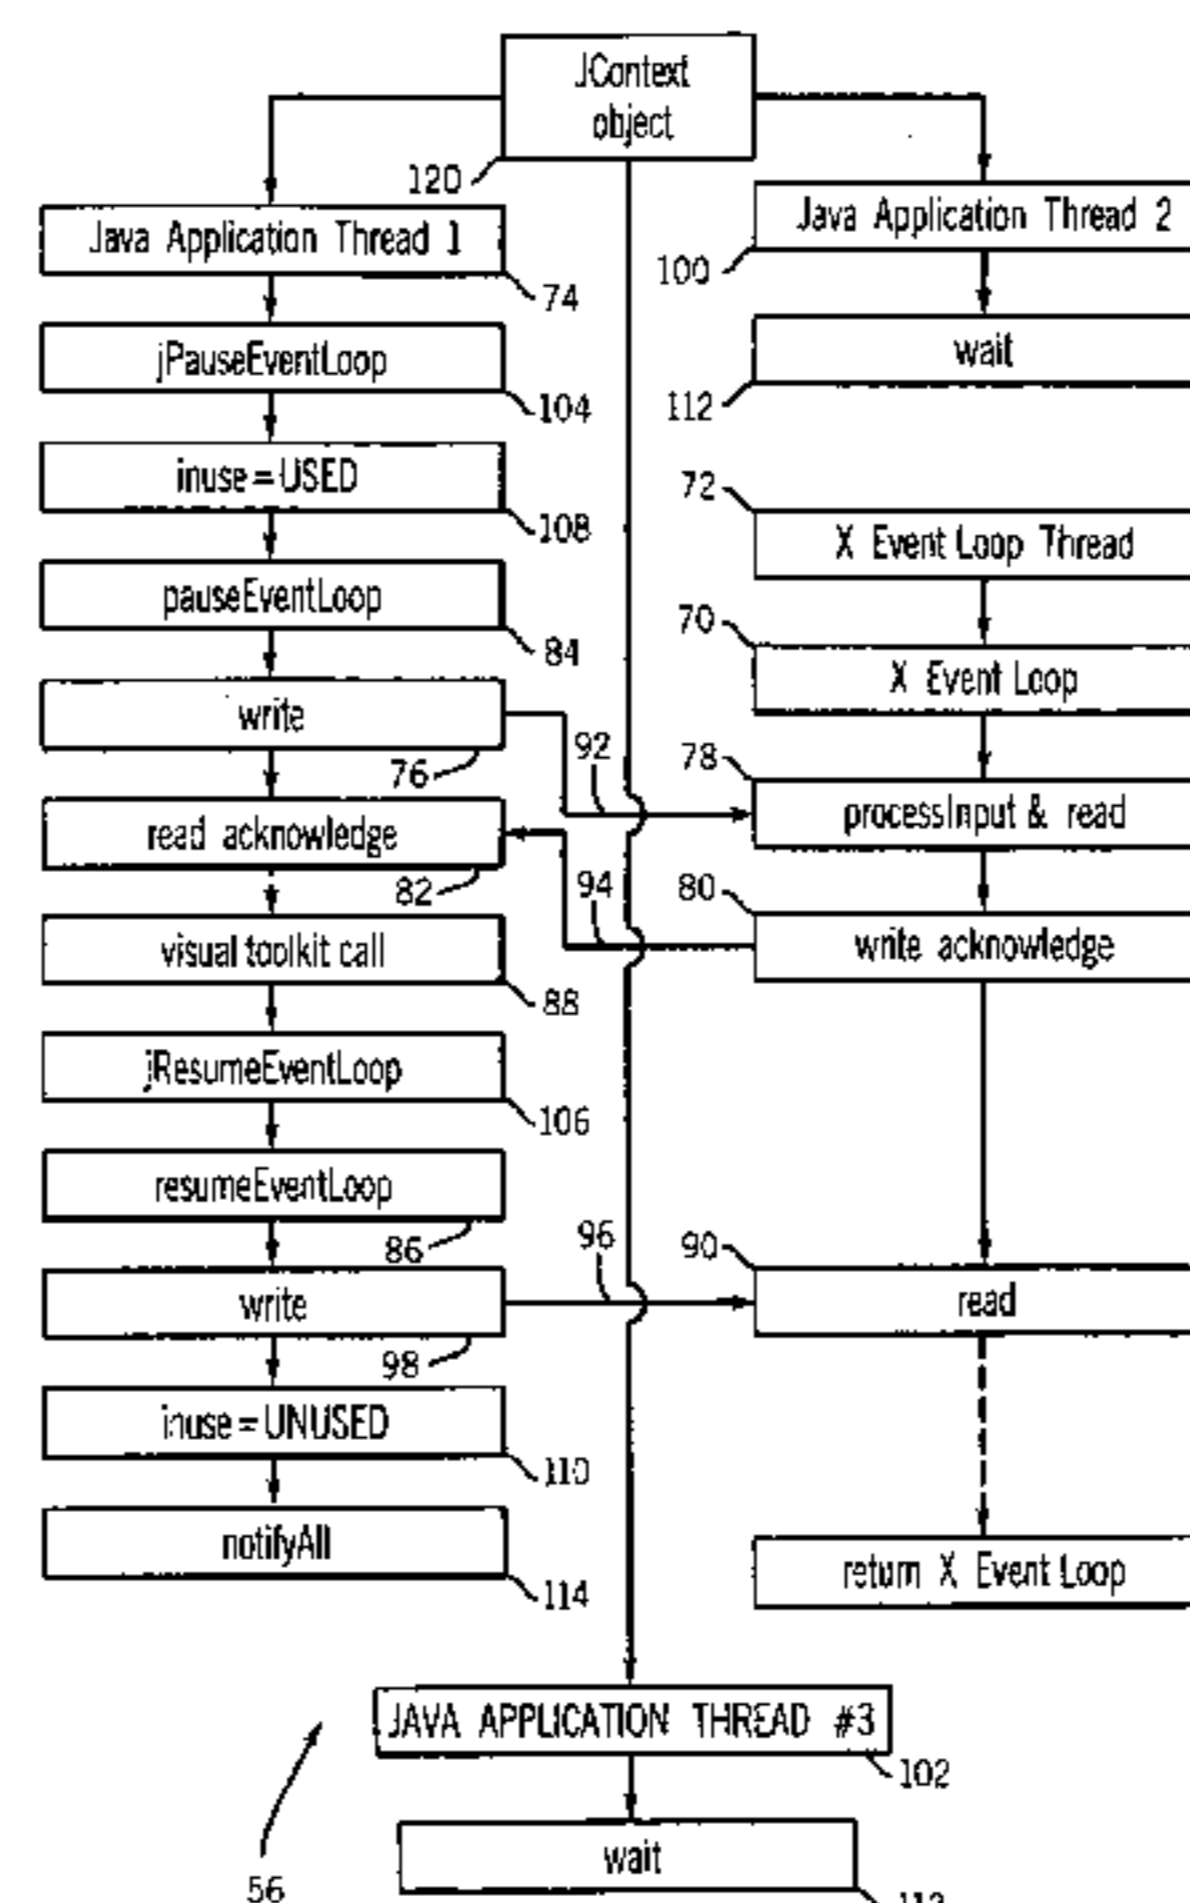 JContext
object
120
Java Application Thread 1
74
jPauseEventLoop
104
inuse = USED
108
pauseEventLoop
84
write
76
read acknowledge
82
visual toolkit call
88
jResumeEventLoop
106
resumeEventLoop
86
write
98
inuse = UNUSED
110
notifyAll
114
92
94
96
Java Application Thread 2
100
wait
112
72
X Event Loop Thread
70
X Event Loop
78
processInput & read
80
write acknowledge
90
read
return X Event Loop
JAVA APPLICATION THREAD #3
102
wait
56